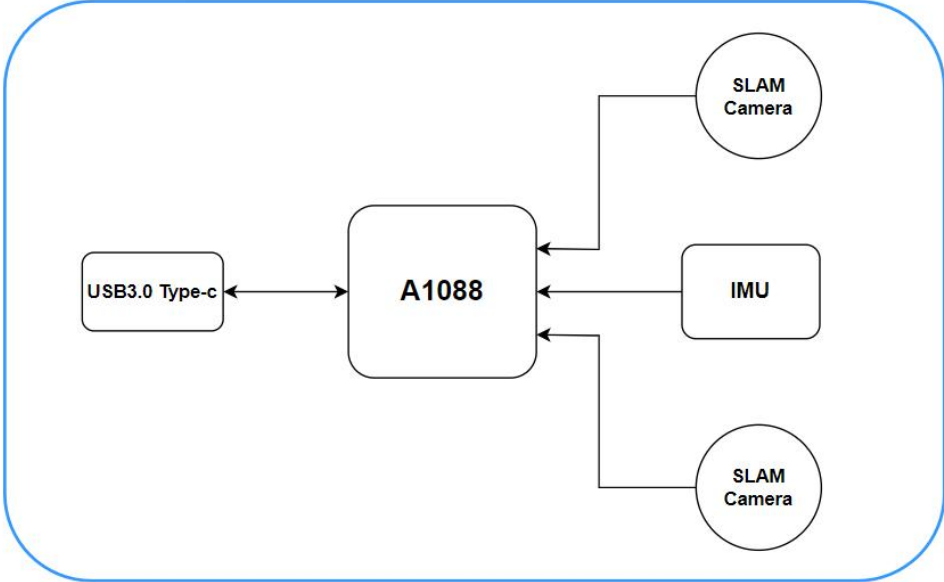 SLAM
Camera
USB3.0 Type-c
A1088
IMU
SLAM
Camera